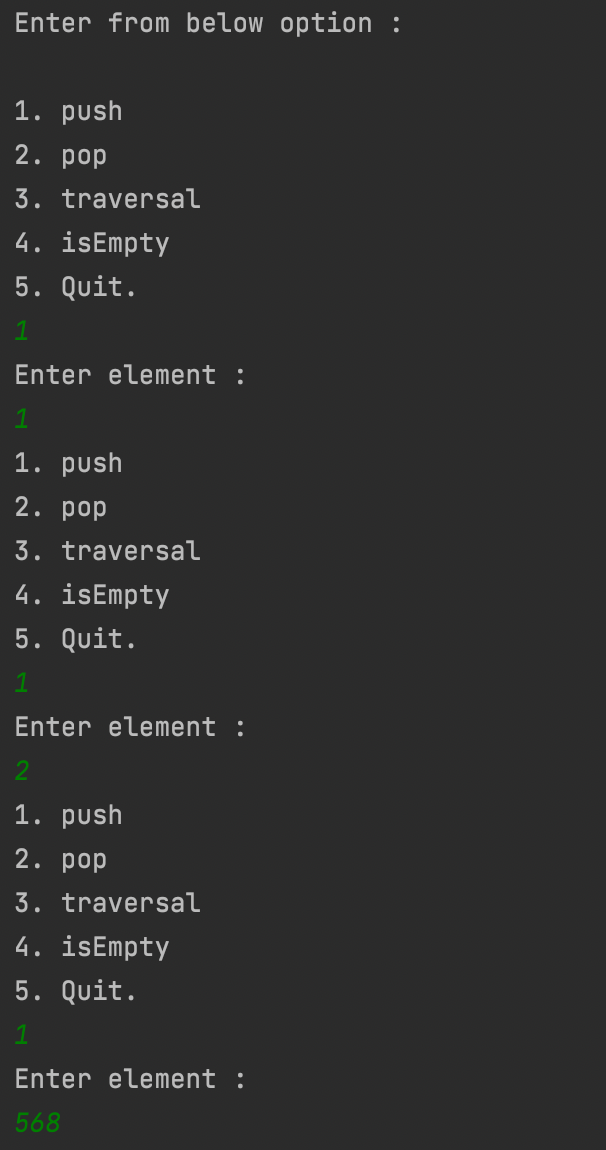 Enter from below option :
1. push
2. pop
3. traversal
4. isEmpty
5. Quit.
1
Enter element :
1
1. push
2. pop
3. traversal
4. isEmpty
5. Quit.
1
Enter element :
2
1. push
2. pop
3. traversal
4. isEmpty
5. Quit.
1
Enter element :
568